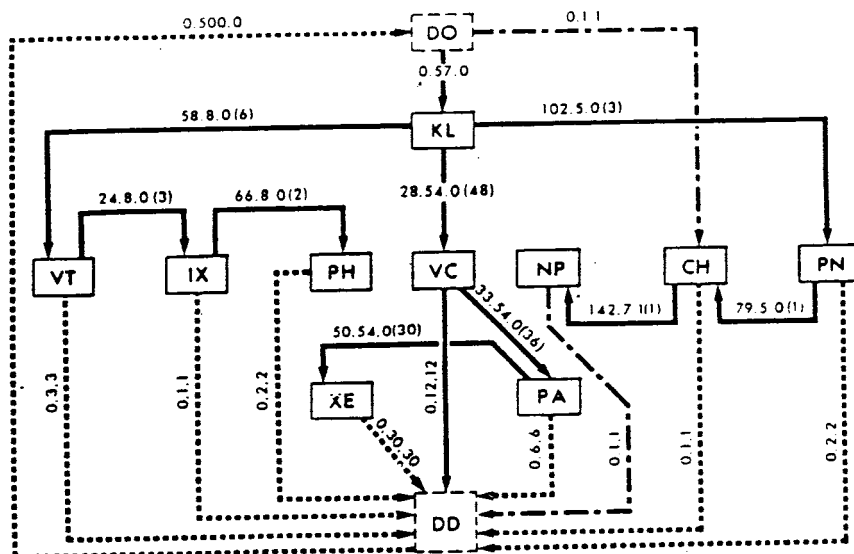 0.500.0
DO
0.1 1
0.57.0
58.8.0(6)
KL
102.5.0(3)
24.8.0(3)
66.8 0(2)
28.54.0(48)
VT
IX
PH
VC
NP
CH
PN
33.54.0(36)
142.7 1(1)
79.5 0(1)
50.54.0(30)
XE
PA
0.3.3
0.1.1
0.2.2
0.12.12
0.30.30
0.6.6
0.1.1
0.1.1
0.2.2
DD